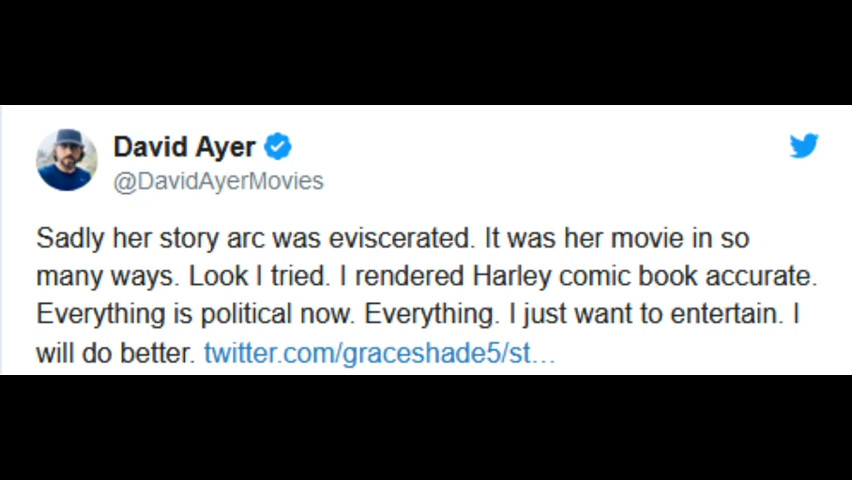 David Ayer
@DavidAyerMovies
Sadly her story arc was eviscerated. It was her movie in so
many ways. Look I tried. I rendered Harley comic book accurate.
Everything is political now. Everything. I just want to entertain. I
will do better. twitter.com/graceshade5/st…